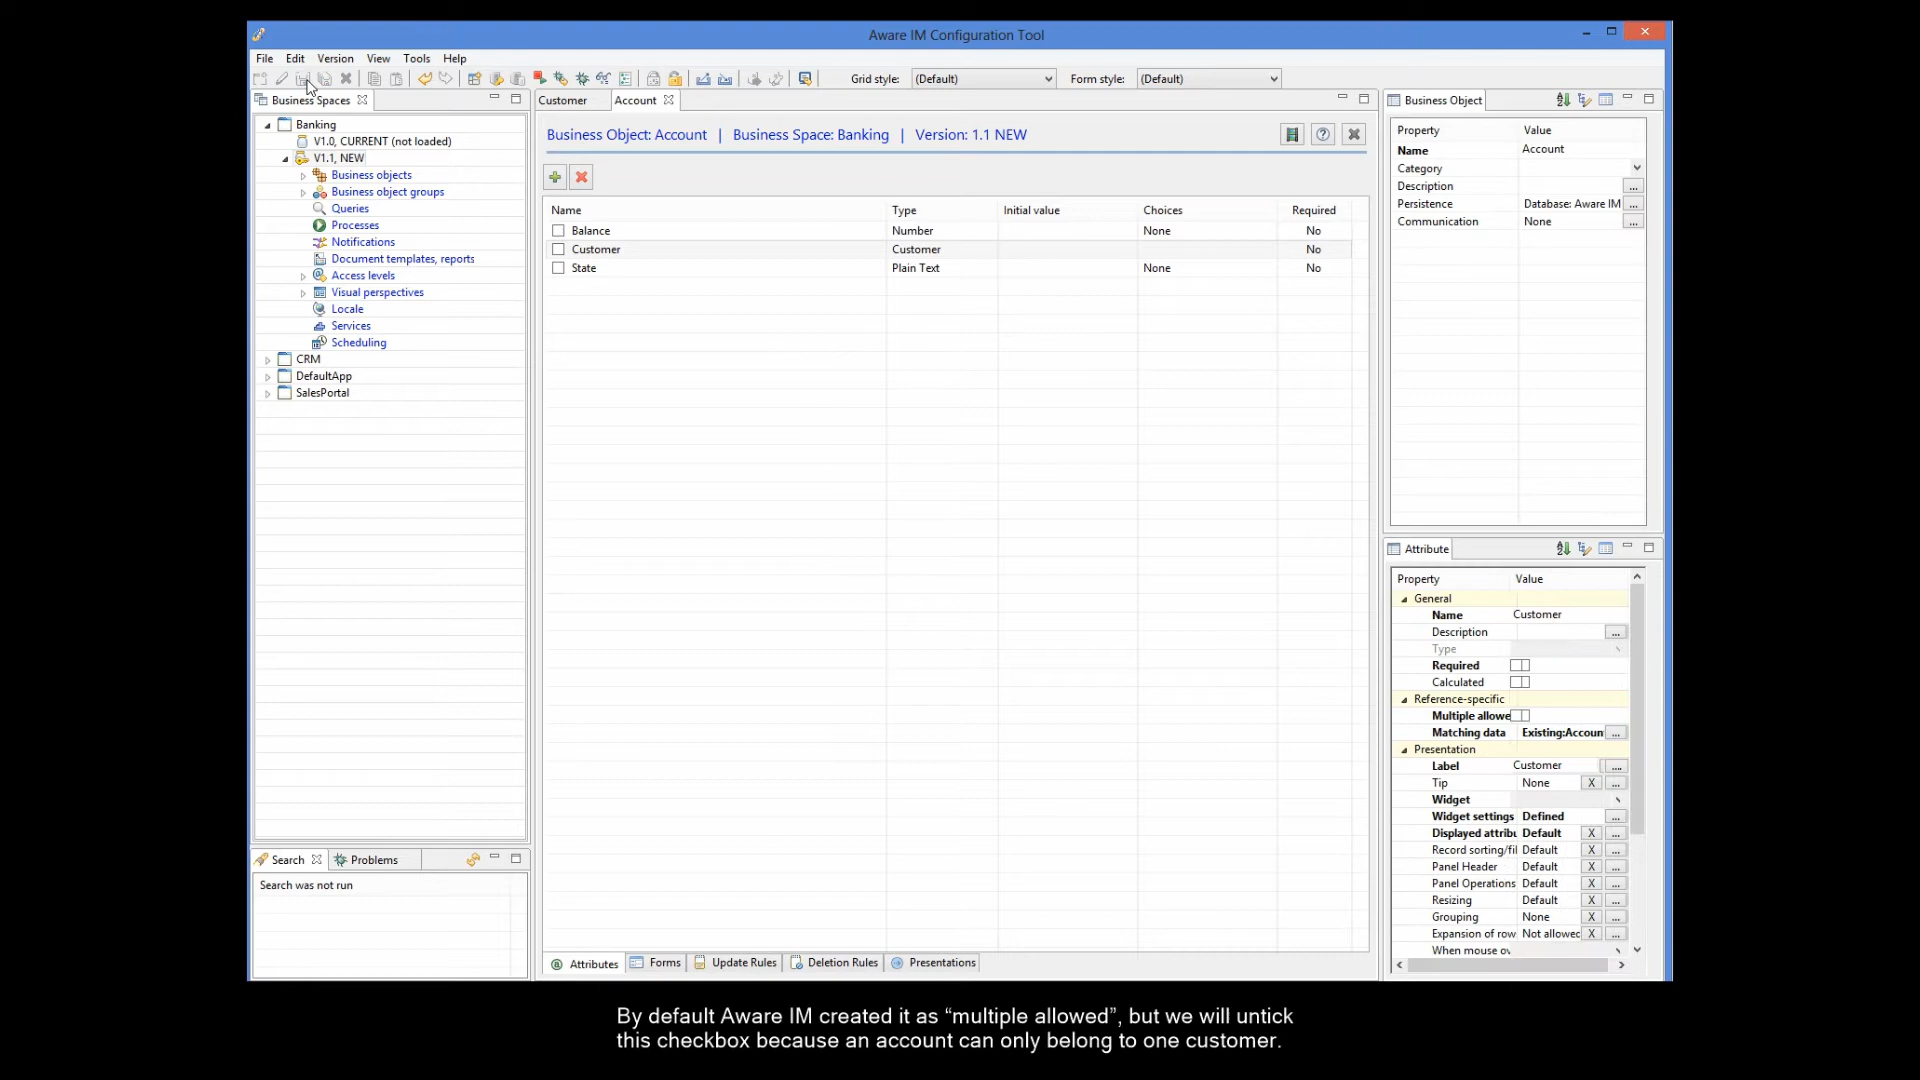 Aware IM Configuration Tool
File Edit Version View Tools Help
Grid style: (Default) Form style: (Default)
Business Spaces
Banking
V1.0, CURRENT (not loaded)
V1.1, NEW
Business objects
Business object groups
Queries
Processes
Notifications
Document templates, reports
Access levels
Visual perspectives
Locale
Services
Scheduling
CRM
DefaultApp
SalesPortal
Search Problems
Search was not run
Customer Account
Business Object: Account | Business Space: Banking | Version: 1.1 NEW
Name Type Initial value Choices Required
Balance Number None No
Customer Customer No
State Plain Text None No
Attributes Forms Update Rules Deletion Rules Presentations
Business Object
Property Value
Name Account
Category
Description ...
Persistence Database: Aware IM ...
Communication None ...
Attribute
Property Value
General
Name Customer
Description ...
Type
Required
Calculated
Reference-specific
Multiple allowe
Matching data Existing:Accoun ...
Presentation
Label Customer ...
Tip None X ...
Widget
Widget settings Defined ...
Displayed attribu Default X ...
Record sorting/fil Default X ...
Panel Header Default X ...
Panel Operations Default X ...
Resizing Default X ...
Grouping None X ...
Expansion of row Not allowed X ...
When mouse ov
By default Aware IM created it as “multiple allowed”, but we will untick
this checkbox because an account can only belong to one customer.